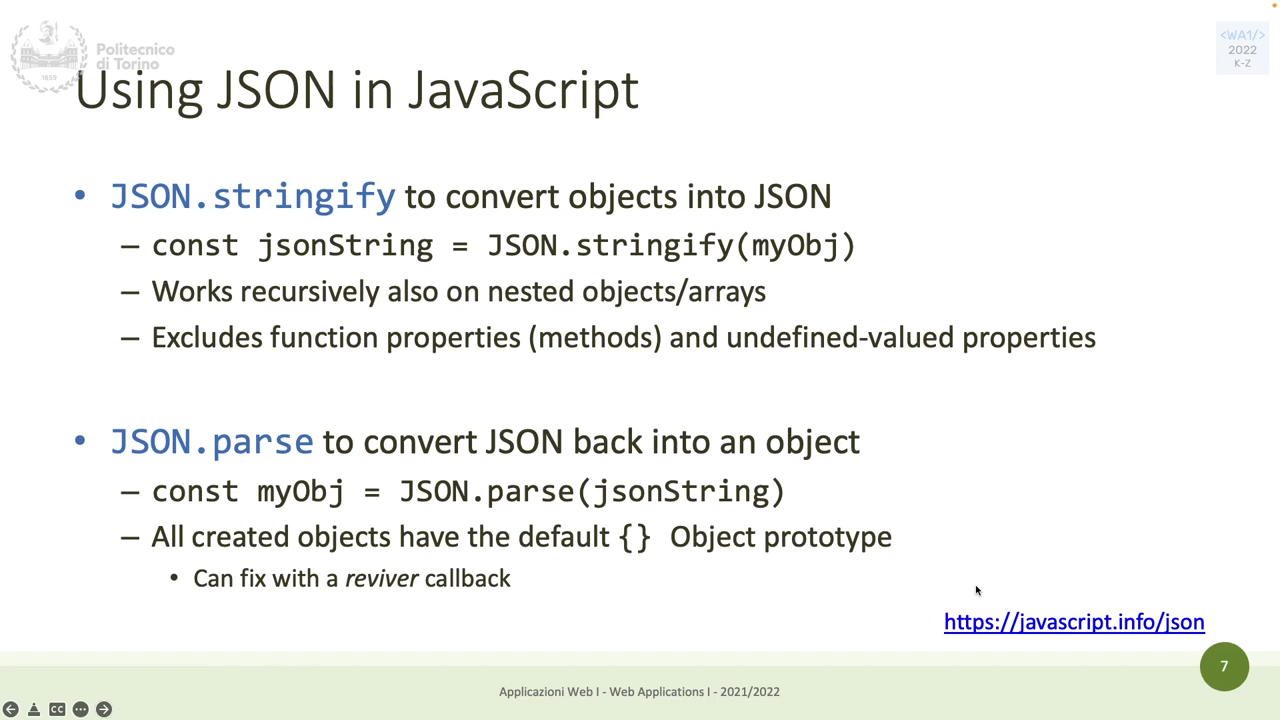 Politecnico
di Torino
1859
<WA1/>
2022
K-Z
Using JSON in JavaScript
• JSON.stringify to convert objects into JSON
– const jsonString = JSON.stringify(myObj)
– Works recursively also on nested objects/arrays
– Excludes function properties (methods) and undefined-valued properties
• JSON.parse to convert JSON back into an object
– const myObj = JSON.parse(jsonString)
– All created objects have the default {} Object prototype
• Can fix with a reviver callback
https://javascript.info/json
7
Applicazioni Web I - Web Applications I - 2021/2022
CC